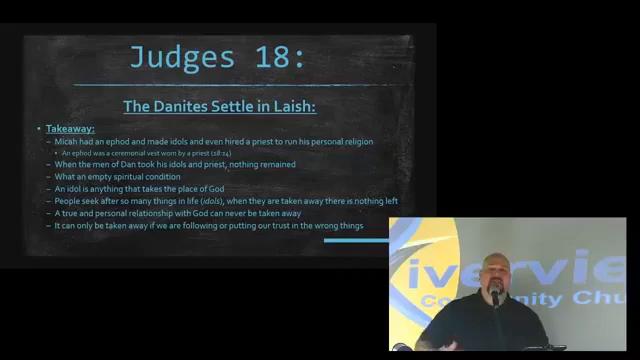 Judges 18:
The Danites Settle in Laish:
▪ Takeaway:
– Micah had an ephod and made idols and even hired a priest to run his personal religion
▪ An ephod was a ceremonial vest worn by a priest (18:14)
– When the men of Dan took his idols and priest, nothing remained
– What an empty spiritual condition
– An idol is anything that takes the place of God
– People seek after so many things in life (idols), when they are taken away there is nothing left
– A true and personal relationship with God can never be taken away
– It can only be taken away if we are following or putting our trust in the wrong things
ivervie
Community Chu